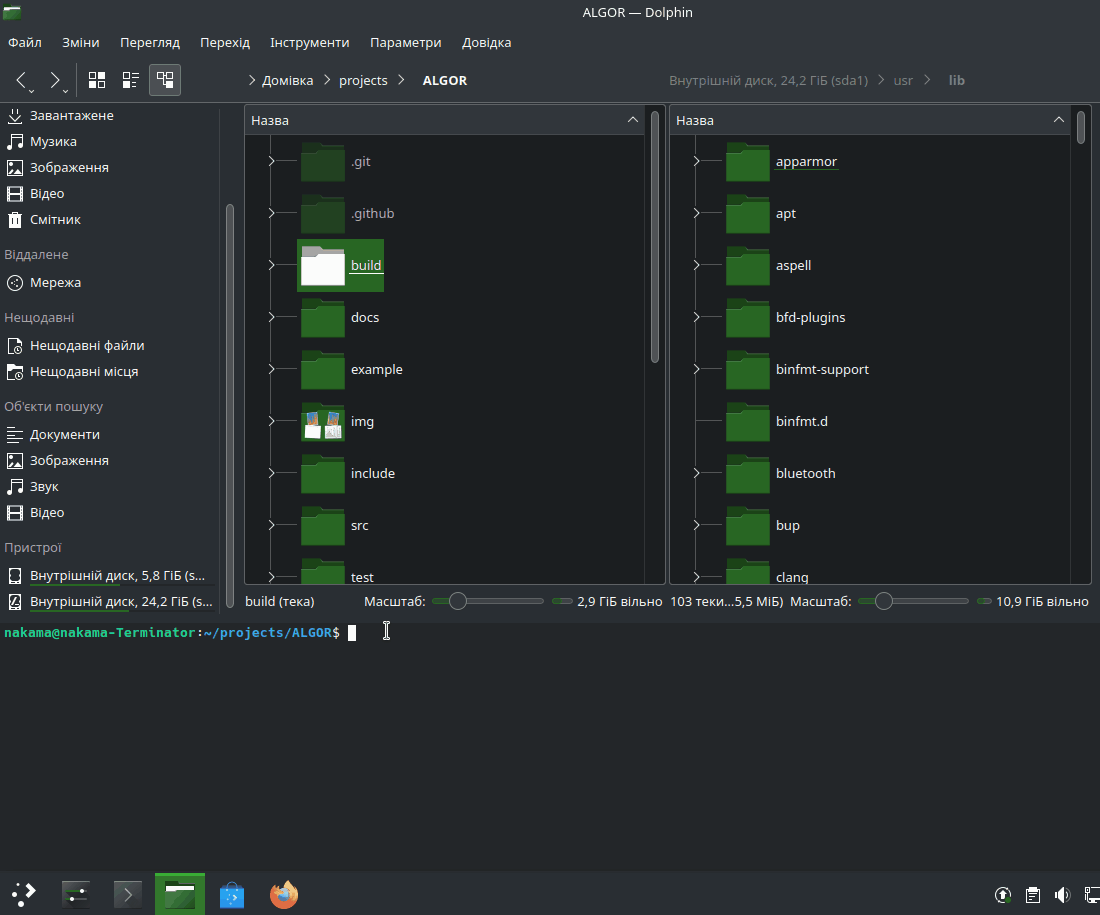 ALGOR — Dolphin
Файл Зміни Перегляд Перехід Інструменти Параметри Довідка
Домівка projects ALGOR
Внутрішній диск, 24,2 ГіБ (sda1) usr lib
Завантажене
Музика
Зображення
Відео
Смітник
Віддалене
Мережа
Нещодавні
Нещодавні файли
Нещодавні місця
Об'єкти пошуку
Документи
Зображення
Звук
Відео
Пристрої
Внутрішній диск, 5,8 ГіБ (s...
Внутрішній диск, 24,2 ГіБ (s...
Назва
.git
.github
build
docs
example
img
include
src
test
build (тека) Масштаб: 2,9 ГіБ вільно
Назва
apparmor
apt
aspell
bfd-plugins
binfmt-support
binfmt.d
bluetooth
bup
clang
103 теки...5,5 МіБ) Масштаб: 10,9 ГіБ вільно
nakama@nakama-Terminator:~/projects/ALGOR$